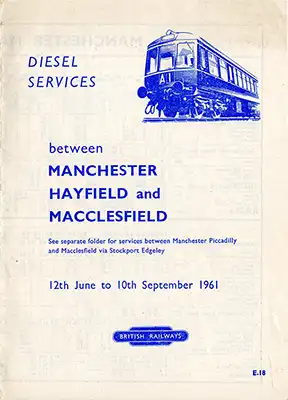 DIESEL
SERVICES
A1
between
MANCHESTER
HAYFIELD and
MACCLESFIELD
See separate folder for services between Manchester Piccadilly
and Macclesfield via Stockport Edgeley
12th June to 10th September 1961
BRITISH RAILWAYS
E.18